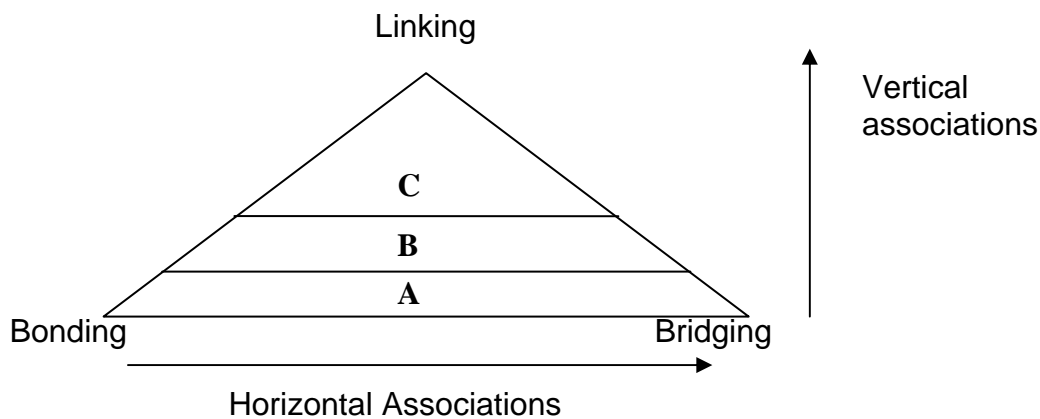 Linking
Vertical
associations
C
B
A
Bonding
Bridging
Horizontal Associations